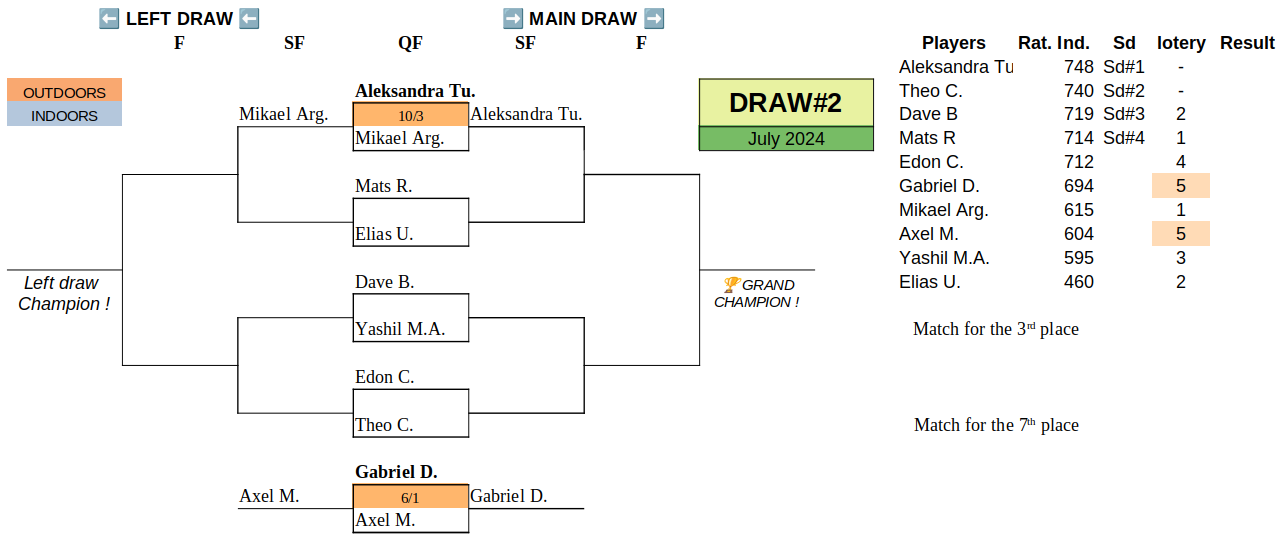 ⬅️ LEFT DRAW ⬅️ ➡️ MAIN DRAW ➡️
F SF QF SF F
Players Rat. Ind. Sd lotery Result
Aleksandra Tu 748 Sd#1 -
Theo C. 740 Sd#2 -
Dave B 719 Sd#3 2
Mats R 714 Sd#4 1
Edon C. 712 4
Gabriel D. 694 5
Mikael Arg. 615 1
Axel M. 604 5
Yashil M.A. 595 3
Elias U. 460 2
OUTDOORS
INDOORS
DRAW#2
July 2024
Aleksandra Tu.
Mikael Arg. 10/3 Aleksandra Tu.
Mikael Arg.
Mats R.
Elias U.
Left draw
Champion !
Dave B.
🏆GRAND
CHAMPION !
Yashil M.A.
Match for the 3rd place
Edon C.
Theo C.
Match for the 7th place
Gabriel D.
Axel M. 6/1 Gabriel D.
Axel M.